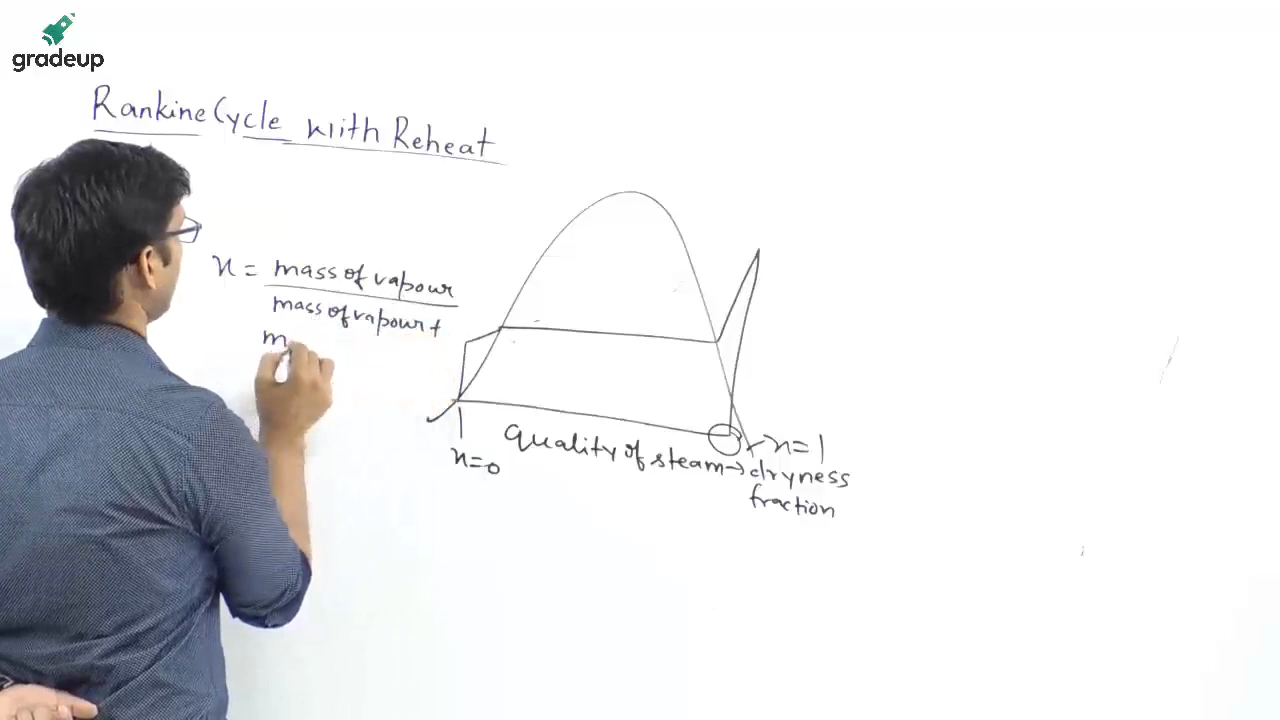 gradeup
Rankine Cycle with Reheat
x = mass of vapour
mass of vapour +
m
x=0
quality of steam → dryness
fraction
x=1